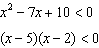 x² − 7x + 10 < 0
(x − 5)(x − 2) < 0